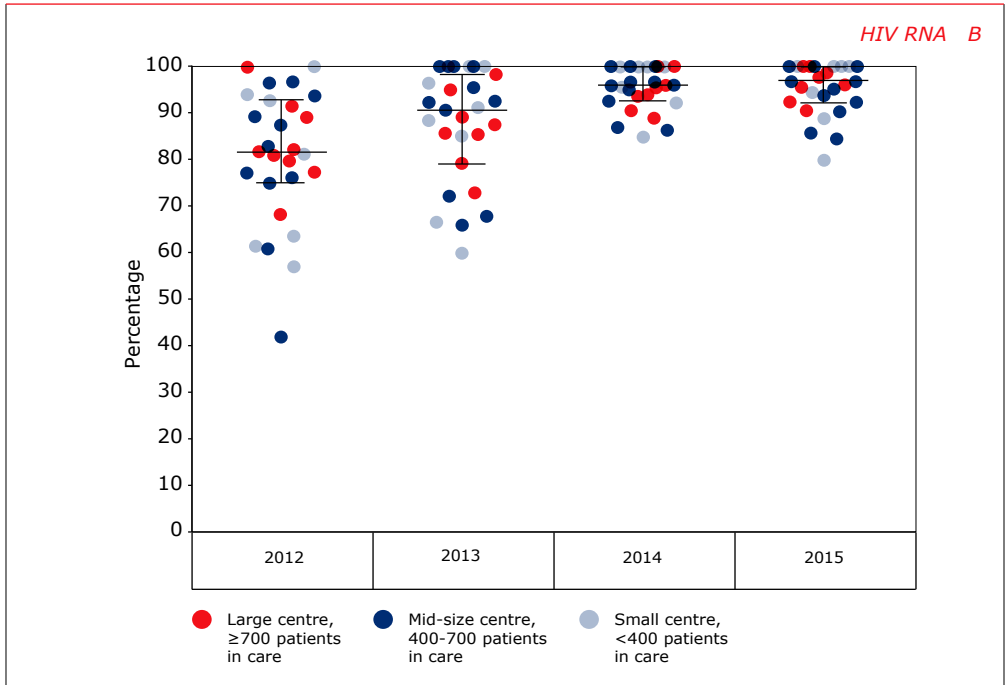 HIV RNA B
Percentage
100
90
80
70
60
50
40
30
20
10
0
2012
2013
2014
2015
Large centre,
≥700 patients
in care
Mid-size centre,
400-700 patients
in care
Small centre,
<400 patients
in care